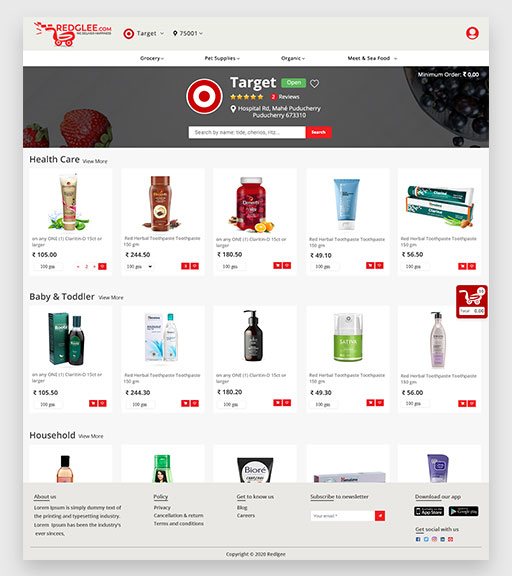 REDGLEE.COM
WE DELIVER HAPPINESS
Target
75001
Grocery
Pet Supplies
Organic
Meet & Sea Food
Minimum Order: ₹ 0,00
Target
Open
2 Reviews
Hospital Rd, Mahé Puducherry
Puducherry 673310
Search by name: tide, cherios, ritz...
Search
Health Care View More
on any ONE (1) Claritin-D 15ct or
larger
₹ 105.00
100 gm
2
Red Herbal Toothpaste Toothpaste
150 gm
₹ 244.50
100 gm
on any ONE (1) Claritin-D 15ct or
larger
₹ 180.50
100 gm
Red Herbal Toothpaste Toothpaste
150 gm
₹ 49.10
100 gm
Red Herbal Toothpaste Toothpaste
150 gm
₹ 56.50
100 gm
Total 0.00
Baby & Toddler View More
on any ONE (1) Claritin-D 15ct or
larger
₹ 105.50
100 gm
Red Herbal Toothpaste Toothpaste
150 gm
₹ 244.30
100 gm
SATIVA
on any ONE (1) Claritin-D 15ct or
larger
₹ 180.20
100 gm
Red Herbal Toothpaste Toothpaste
150 gm
₹ 49.30
100 gm
Red Herbal Toothpaste Toothpaste
150 gm
₹ 56.00
100 gm
Household View More
Bioré
About us
Lorem Ipsum is simply dummy text of
the printing and typesetting industry.
Lorem Ipsum has been the industry's
ever sincees,
Policy
Privacy
Cancellation & return
Terms and conditions
Get to know us
Blog
Careers
Subscribe to newsletter
Your email *
Download our app
App Store
Google play
Get social with us
Copyright © 2020 Redlgee